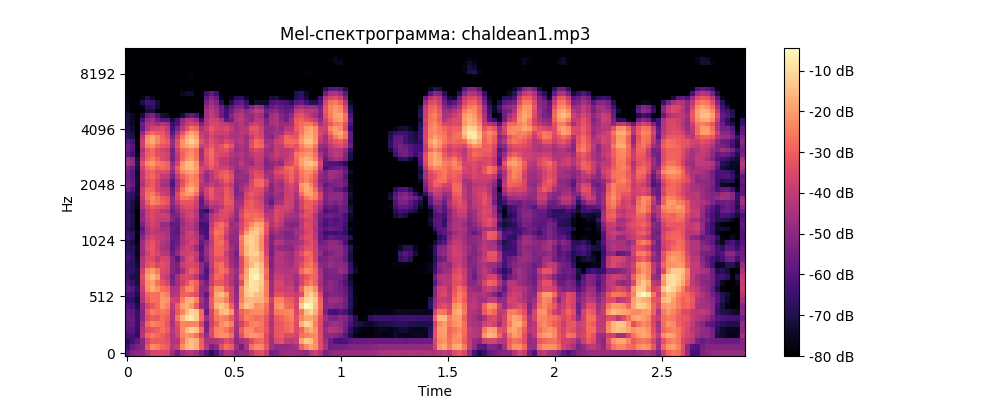 Mel-спектрограмма: chaldean1.mp3
8192
4096
2048
1024
512
0
Hz
0
0.5
1
1.5
2
2.5
Time
-10 dB
-20 dB
-30 dB
-40 dB
-50 dB
-60 dB
-70 dB
-80 dB